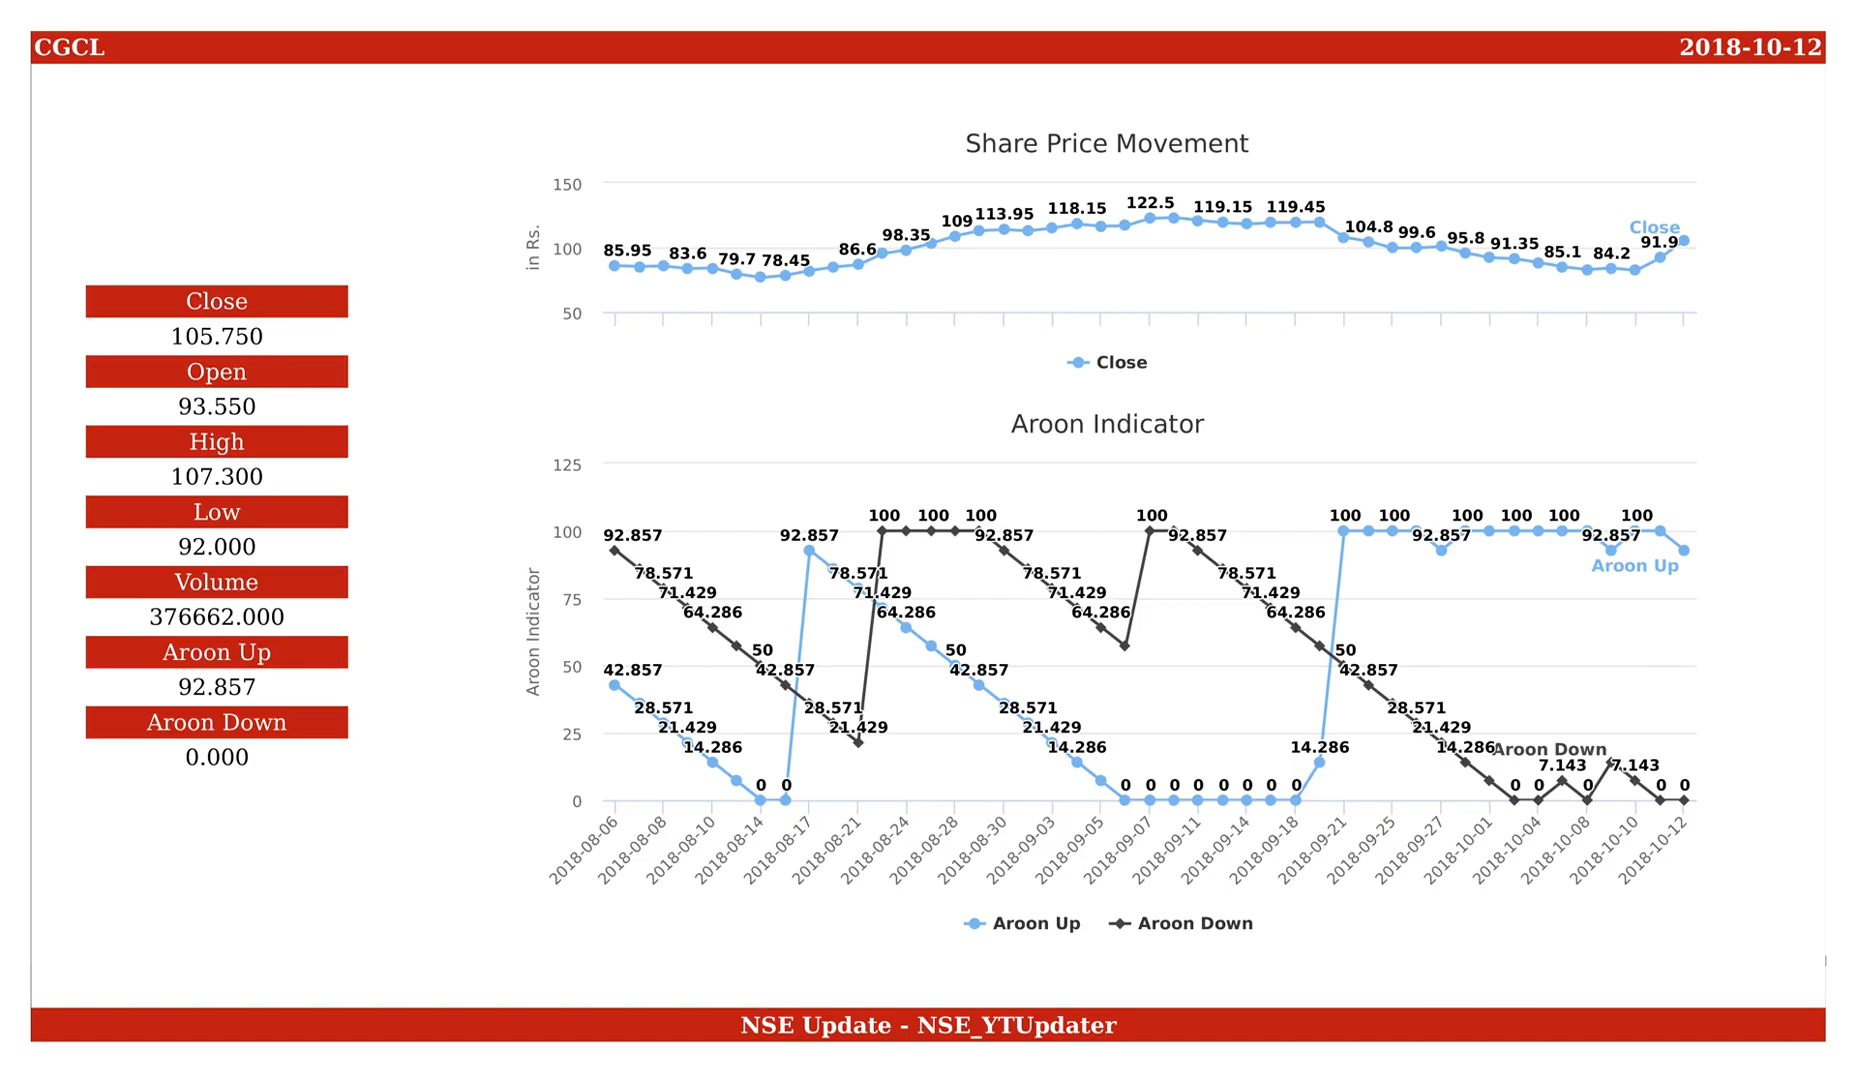 CGCL 2018-10-12
Close
105.750
Open
93.550
High
107.300
Low
92.000
Volume
376662.000
Aroon Up
92.857
Aroon Down
0.000
Share Price Movement
in Rs.
150
100
50
85.95 83.6 79.7 78.45 86.6 98.35 109 113.95 118.15 122.5 119.15 119.45 104.8 99.6 95.8 91.35 85.1 84.2 91.9
Close
Close
Aroon Indicator
Aroon Indicator
125
100
75
50
25
0
100 100 100 100 100 100 100 100 100 100
92.857 92.857 92.857 92.857 92.857 92.857
Aroon Up
78.571 78.571 78.571 78.571
71.429 71.429 71.429 71.429
64.286 64.286 64.286 64.286
50 50 50
42.857 42.857 42.857 42.857
28.571 28.571 28.571 28.571
21.429 21.429 21.429 21.429
14.286 14.286 14.286 14.286
Aroon Down
7.143 7.143
0 0 0 0 0 0 0 0 0 0 0 0 0 0 0
2018-08-06 2018-08-08 2018-08-10 2018-08-14 2018-08-17 2018-08-21 2018-08-24 2018-08-28 2018-08-30 2018-09-03 2018-09-05 2018-09-07 2018-09-11 2018-09-14 2018-09-18 2018-09-21 2018-09-25 2018-09-27 2018-10-01 2018-10-04 2018-10-08 2018-10-10 2018-10-12
Aroon Up Aroon Down
NSE Update - NSE_YTUpdater